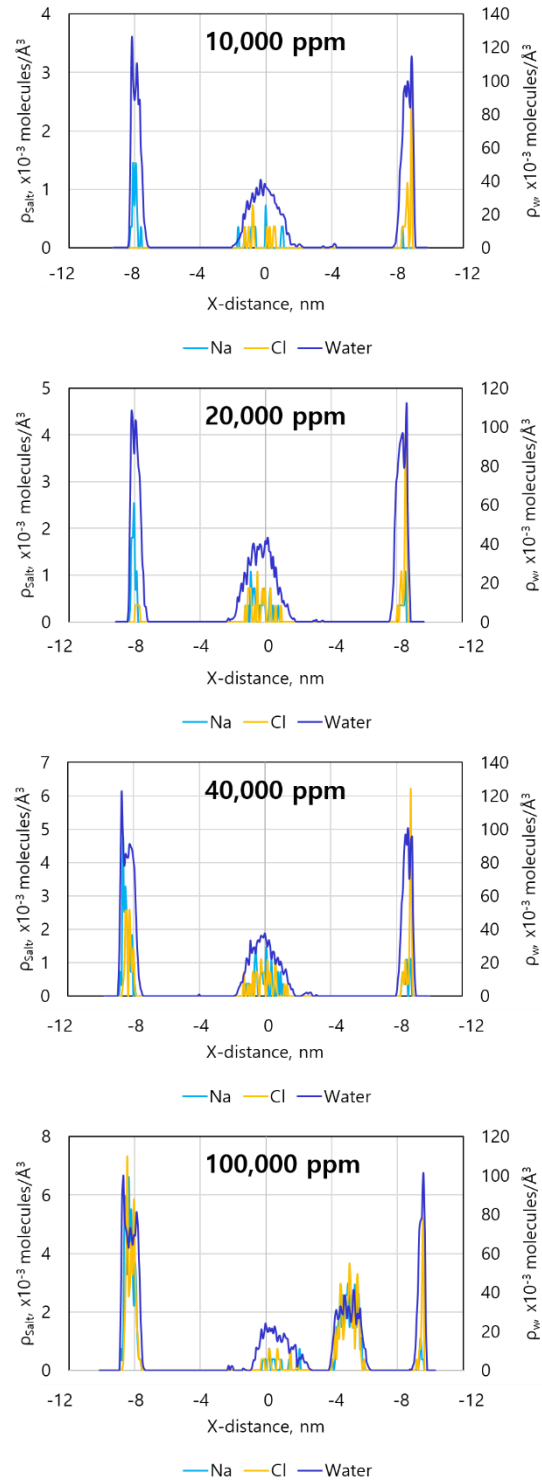 10,000 ppm
ρSalt, x10⁻³ molecules/Å³
4
3
2
1
0
140
120
100
80
60
40
20
0
ρw, x10⁻³ molecules/Å³
-12 -8 -4 0 -4 -8 -12
X-distance, nm
Na Cl Water
20,000 ppm
ρSalt, x10⁻³ molecules/Å³
5
4
3
2
1
0
120
100
80
60
40
20
0
ρw, x10⁻³ molecules/Å³
-12 -8 -4 0 -4 -8 -12
X-distance, nm
Na Cl Water
40,000 ppm
ρSalt, x10⁻³ molecules/Å³
7
6
5
4
3
2
1
0
140
120
100
80
60
40
20
0
ρw, x10⁻³ molecules/Å³
-12 -8 -4 0 -4 -8 -12
X-distance, nm
Na Cl Water
100,000 ppm
ρSalt, x10⁻³ molecules/Å³
8
6
4
2
0
120
100
80
60
40
20
0
ρw, x10⁻³ molecules/Å³
-12 -8 -4 0 -4 -8 -12
X-distance, nm
Na Cl Water